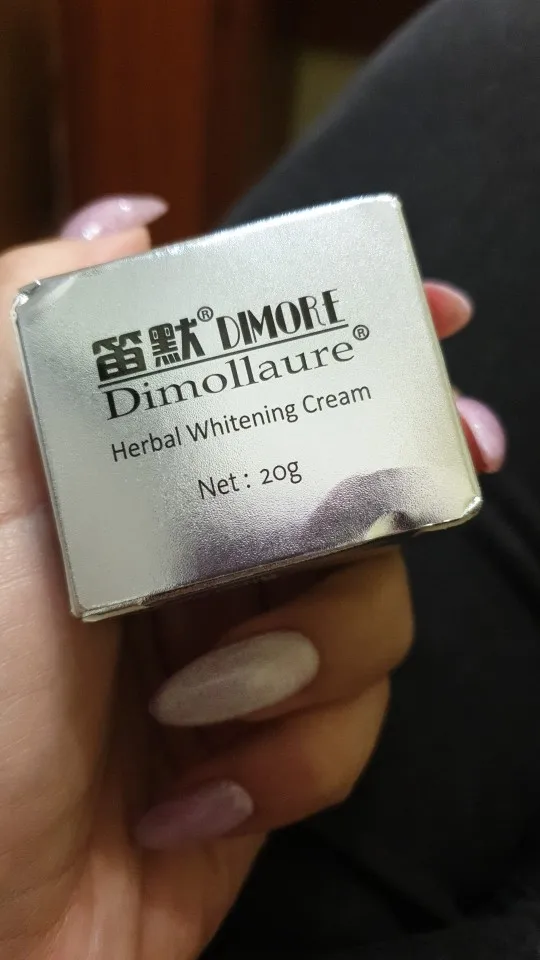 笛默® DIMORE
Dimollaure®
Herbal Whitening Cream
Net: 20g